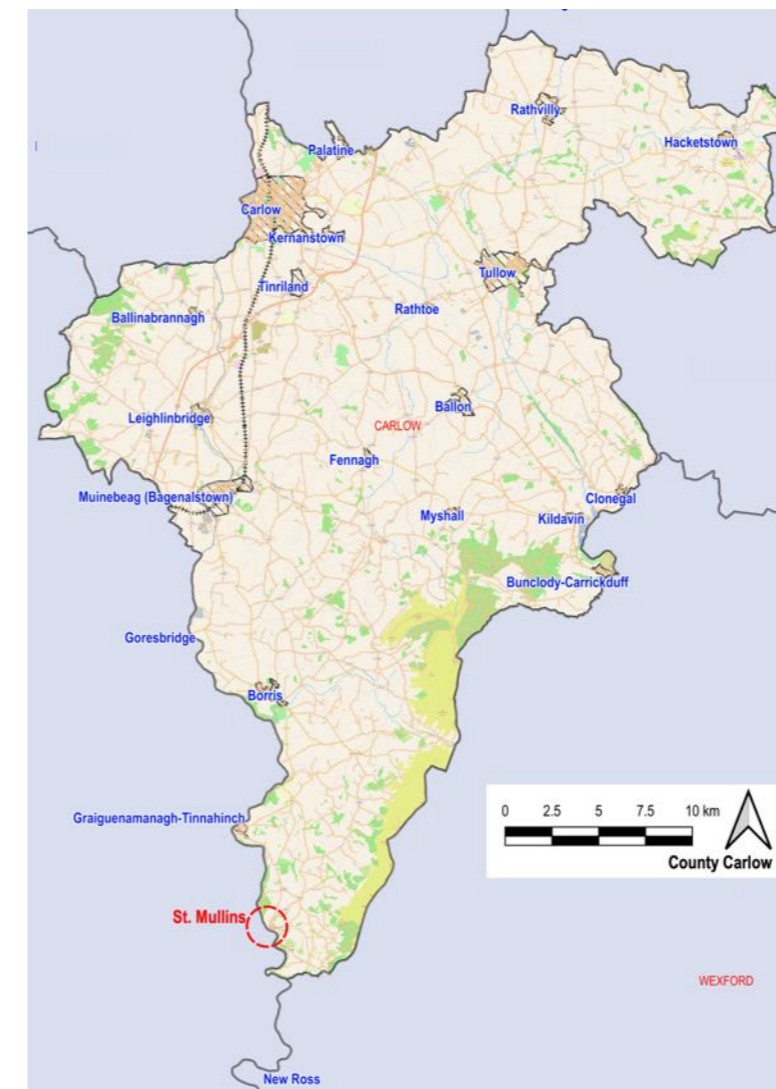 Rathvilly
Hacketstown
Palatine
Carlow
Kernanstown
Tullow
Tinriland
Ballinabrannagh
Rathtoe
Ballon
Leighlinbridge
CARLOW
Fennagh
Muinebeag (Bagenalstown)
Clonegal
Myshall
Kildavin
Bunclody-Carrickduff
Goresbridge
Borris
0 2.5 5 7.5 10 km
Graiguenamanagh-Tinnahinch
County Carlow
St. Mullins
WEXFORD
New Ross